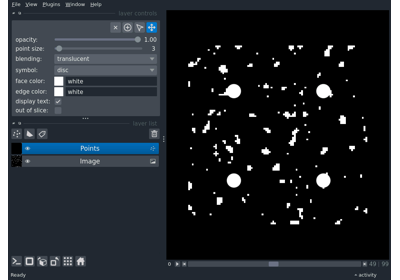 File View Plugins Window Help
layer controls
opacity: 1.00
point size: 3
blending: translucent
symbol: disc
face color: white
edge color: white
display text:
out of slice:
layer list
Points
Image
0 49 99
Ready activity